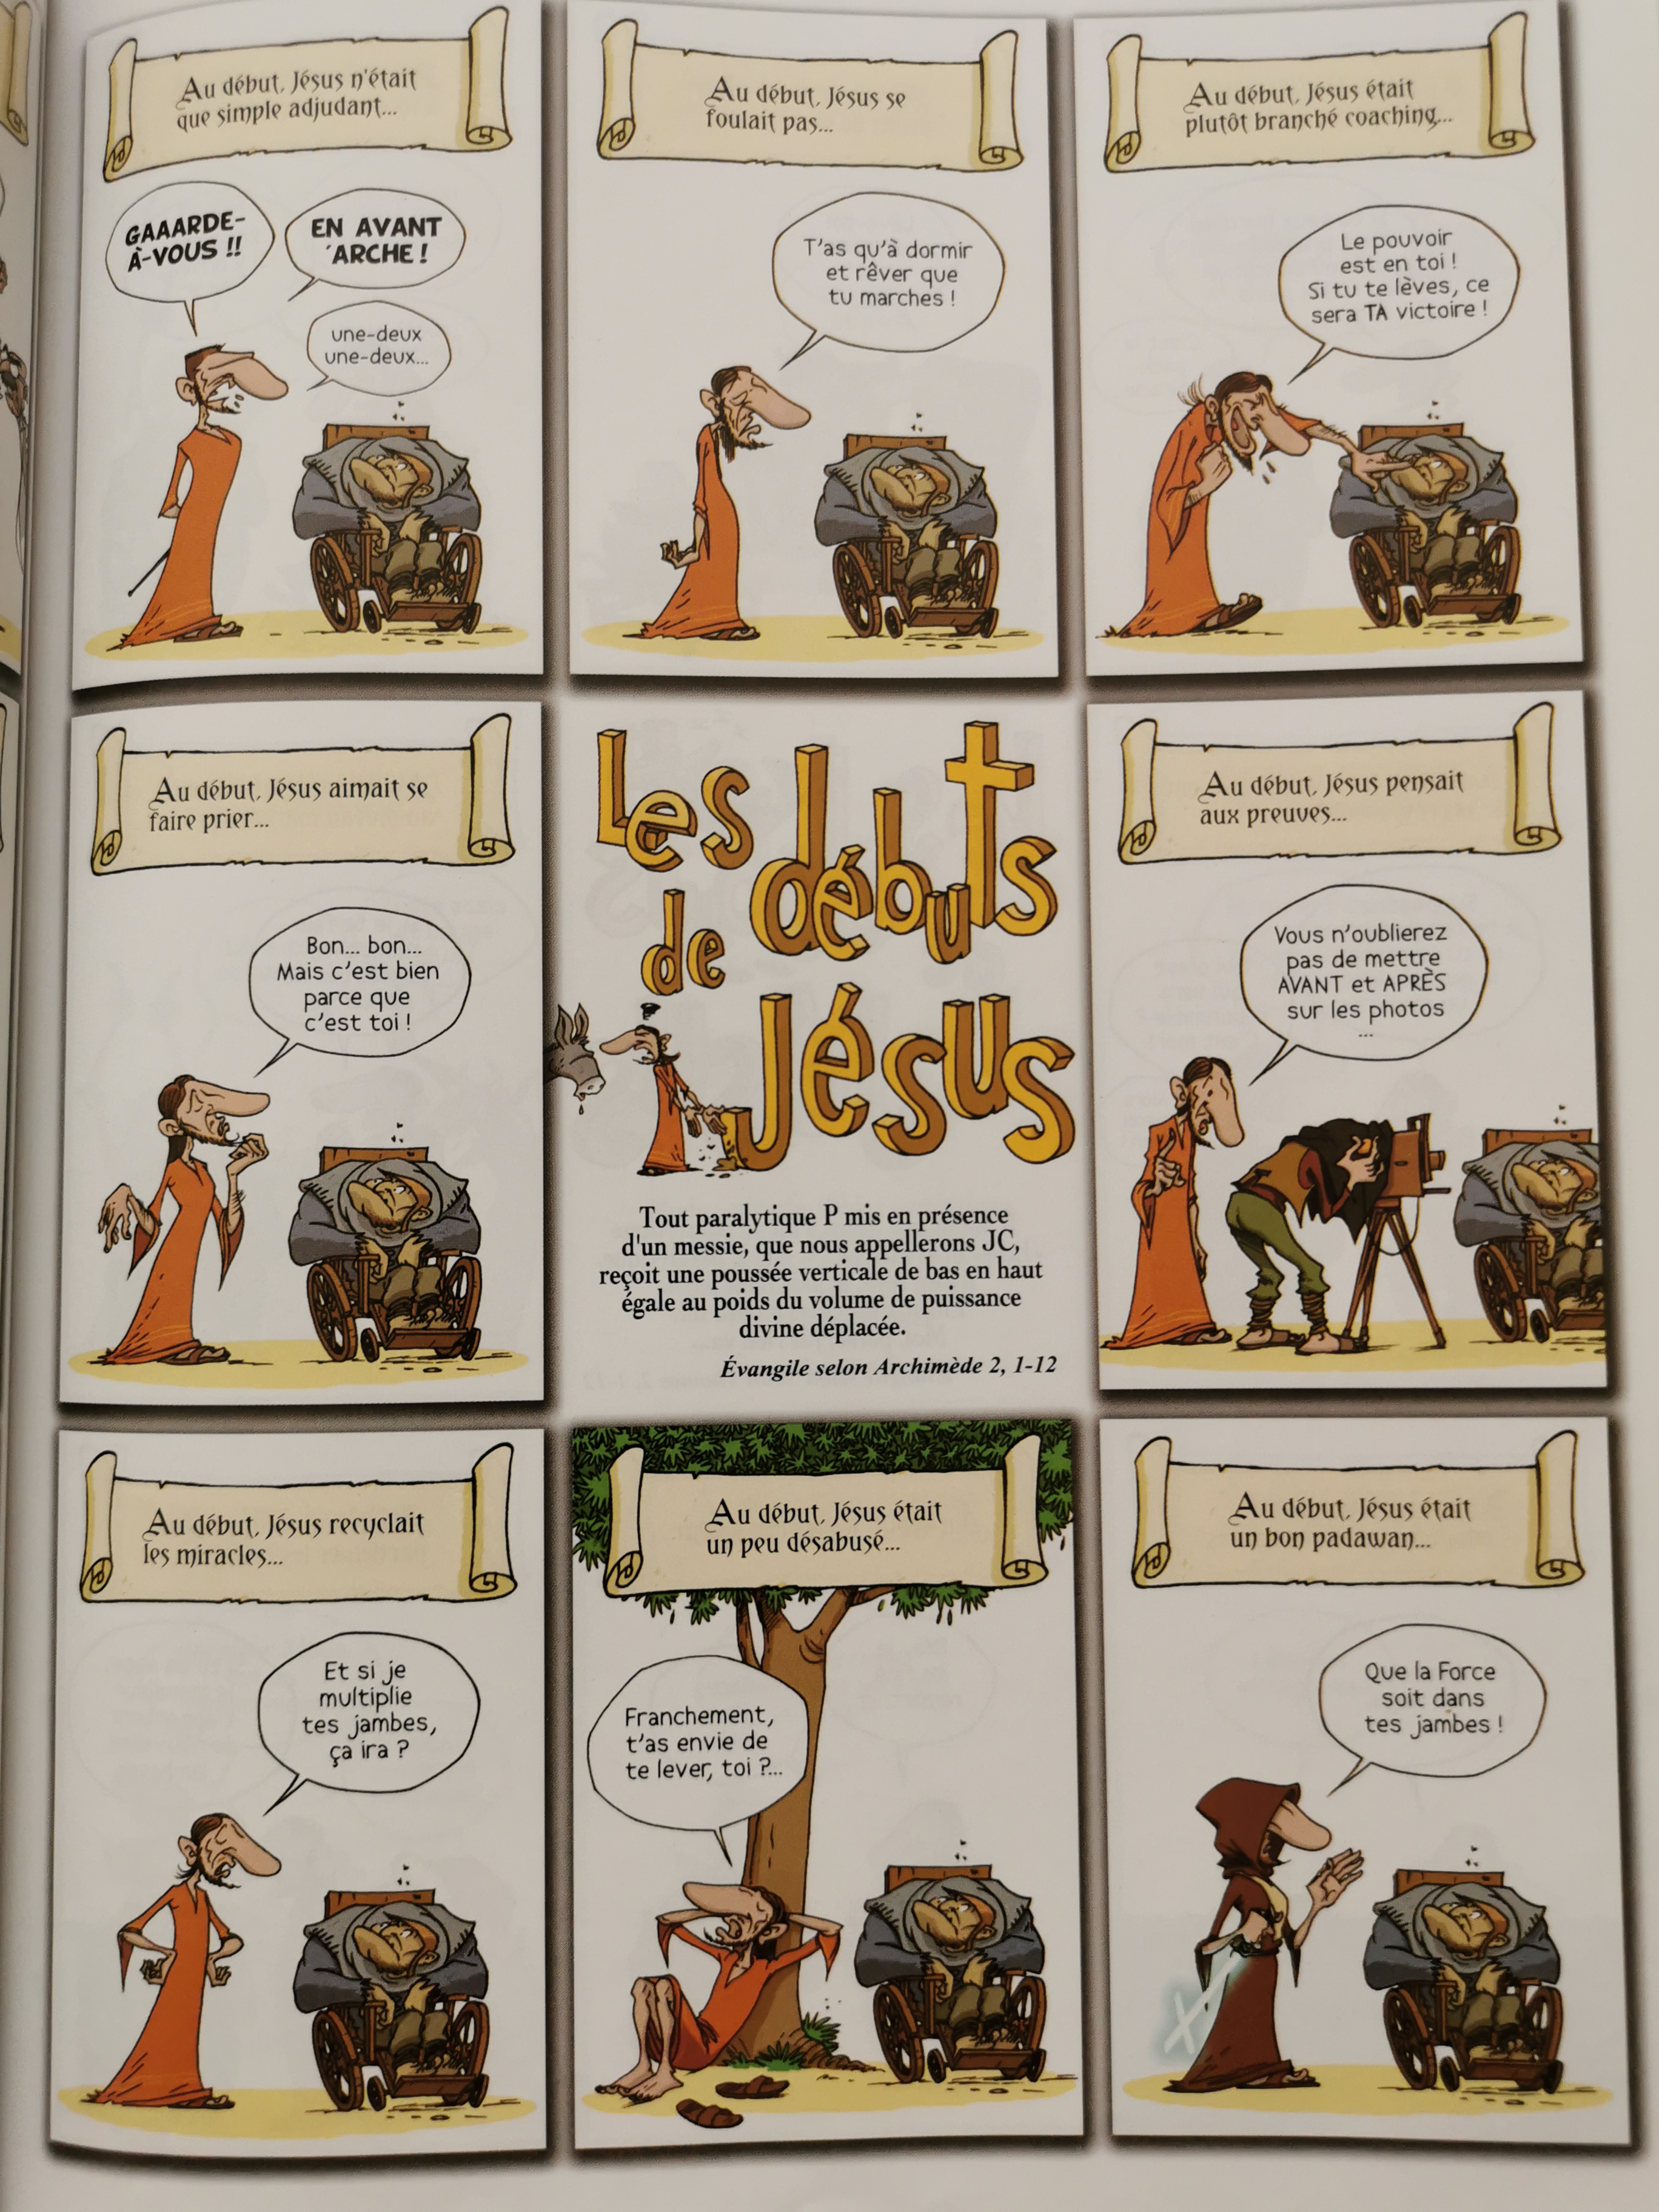 Au début, Jésus n'était
que simple adjudant...
GAAARDE-
À-VOUS !!
EN AVANT
'ARCHE !
une-deux
une-deux...
Au début, Jésus se
foulait pas...
T'as qu'à dormir
et rêver que
tu marches !
Au début, Jésus était
plutôt branché coaching...
Le pouvoir
est en toi !
Si tu te lèves, ce
sera TA victoire !
Au début, Jésus aimait se
faire prier...
Bon... bon...
Mais c'est bien
parce que
c'est toi !
Les
débuts
de
Jésus
Tout paralytique P mis en présence
d'un messie, que nous appellerons JC,
reçoit une poussée verticale de bas en haut
égale au poids du volume de puissance
divine déplacée.
Évangile selon Archimède 2, 1-12
Au début, Jésus pensait
aux preuves...
Vous n'oublierez
pas de mettre
AVANT et APRÈS
sur les photos
...
Au début, Jésus recyclait
les miracles...
Et si je
multiplie
tes jambes,
ça ira ?
Au début, Jésus était
un peu désabusé...
Franchement,
t'as envie de
te lever, toi ?...
Au début, Jésus était
un bon padawan...
Que la Force
soit dans
tes jambes !